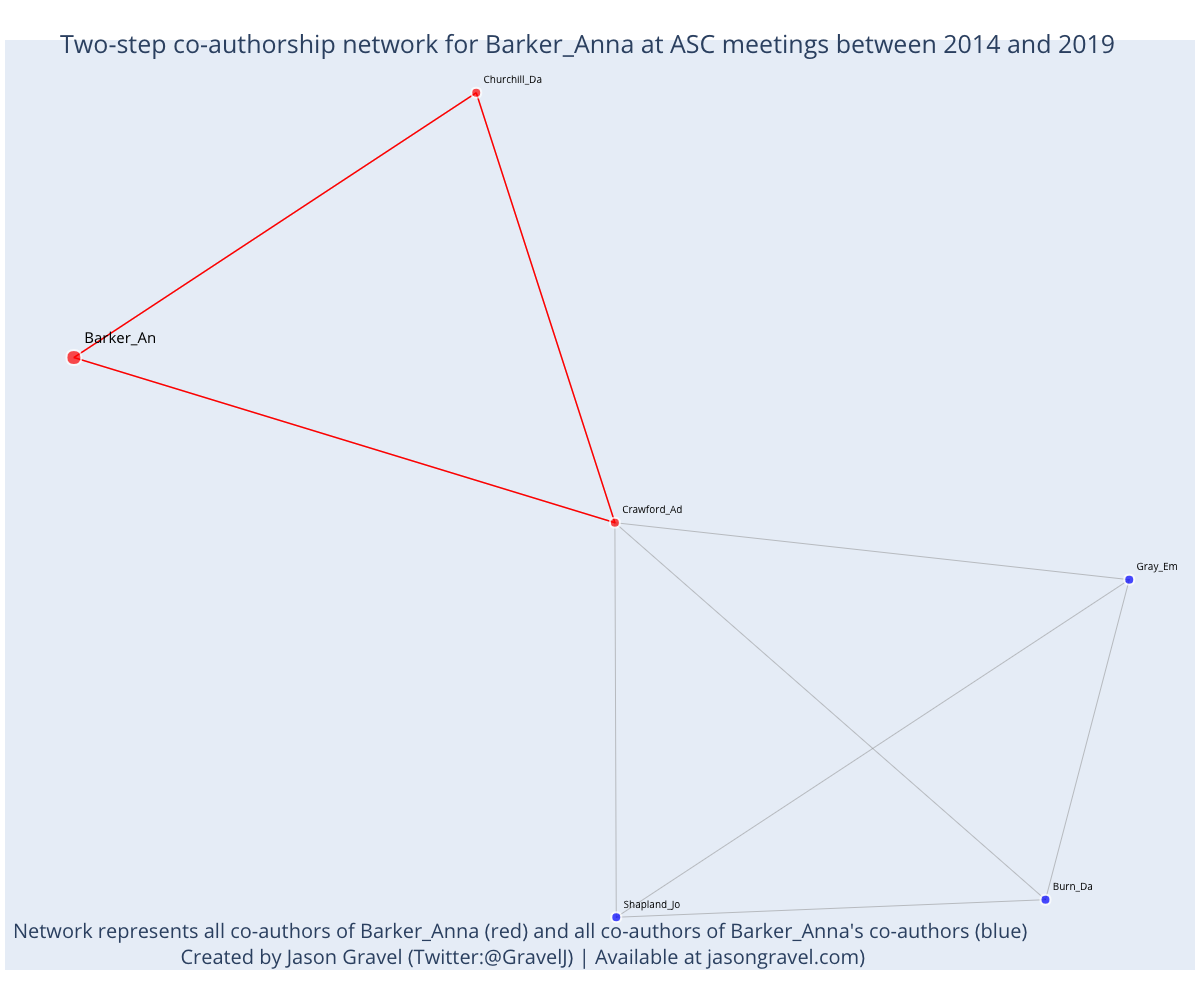 Two-step co-authorship network for Barker_Anna at ASC meetings between 2014 and 2019
Churchill_Da
Barker_An
Crawford_Ad
Gray_Em
Burn_Da
Shapland_Jo
Network represents all co-authors of Barker_Anna (red) and all co-authors of Barker_Anna's co-authors (blue)
Created by Jason Gravel (Twitter:@GravelJ) | Available at jasongravel.com)